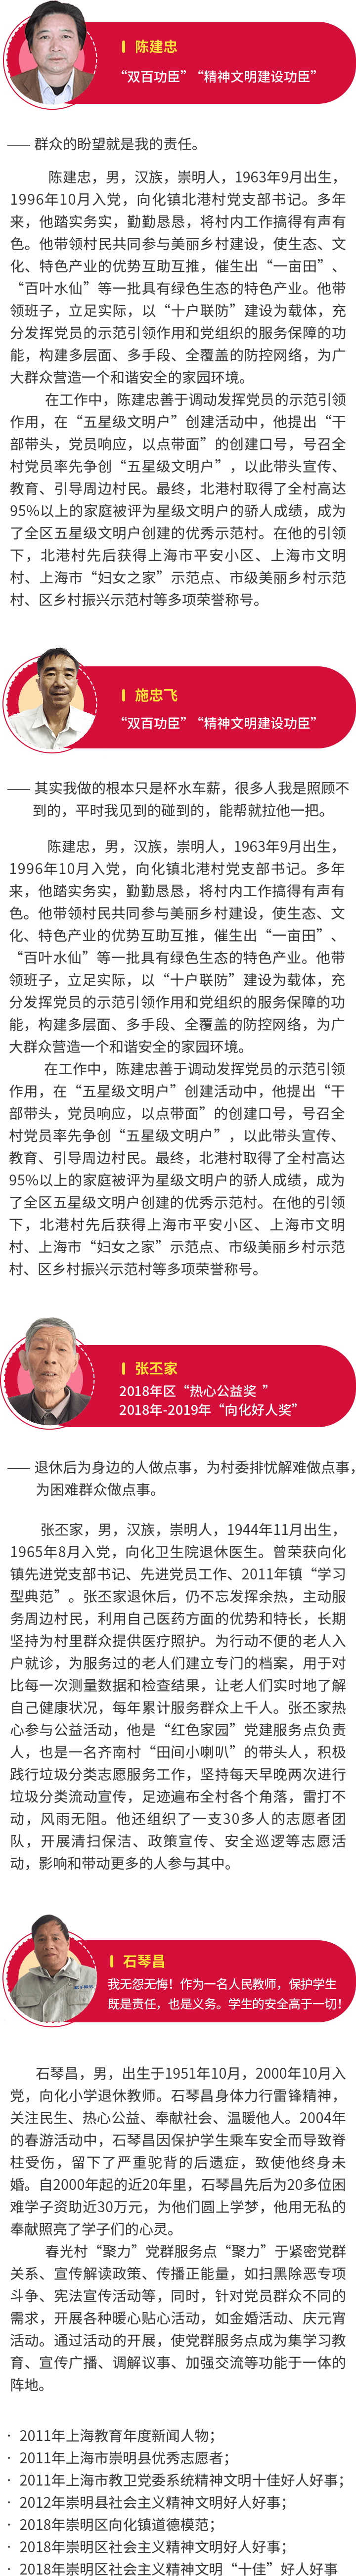 陈建忠
“双百功臣” “精神文明建设功臣”
—— 群众的盼望就是我的责任。
陈建忠，男，汉族，崇明人，1963年9月出生，
1996年10月入党，向化镇北港村党支部书记。多年
来，他踏实务实，勤勤恳恳，将村内工作搞得有声有
色。他带领村民共同参与美丽乡村建设，使生态、文
化、特色产业的优势互助互推，催生出“一亩田”、
“百叶水仙”等一批具有绿色生态的特色产业。他带
领班子，立足实际，以“十户联防”建设为载体，充
分发挥党员的示范引领作用和党组织的服务保障的功
能，构建多层面、多手段、全覆盖的防控网络，为广
大群众营造一个和谐安全的家园环境。
在工作中，陈建忠善于调动发挥党员的示范引领
作用，在“五星级文明户”创建活动中，他提出“干
部带头，党员响应，以点带面”的创建口号，号召全
村党员率先争创“五星级文明户”，以此带头宣传、
教育、引导周边村民。最终，北港村取得了全村高达
95%以上的家庭被评为星级文明户的骄人成绩，成为
了全区五星级文明户创建的优秀示范村。在他的引领
下，北港村先后获得上海市平安小区、上海市文明
村、上海市“妇女之家”示范点、市级美丽乡村示范
村、区乡村振兴示范村等多项荣誉称号。
施忠飞
“双百功臣” “精神文明建设功臣”
—— 其实我做的根本只是杯水车薪，很多人我是照顾不
到的，平时我见到的碰到的，能帮就拉他一把。
陈建忠，男，汉族，崇明人，1963年9月出生，
1996年10月入党，向化镇北港村党支部书记。多年
来，他踏实务实，勤勤恳恳，将村内工作搞得有声有
色。他带领村民共同参与美丽乡村建设，使生态、文
化、特色产业的优势互助互推，催生出“一亩田”、
“百叶水仙”等一批具有绿色生态的特色产业。他带
领班子，立足实际，以“十户联防”建设为载体，充
分发挥党员的示范引领作用和党组织的服务保障的功
能，构建多层面、多手段、全覆盖的防控网络，为广
大群众营造一个和谐安全的家园环境。
在工作中，陈建忠善于调动发挥党员的示范引领
作用，在“五星级文明户”创建活动中，他提出“干
部带头，党员响应，以点带面”的创建口号，号召全
村党员率先争创“五星级文明户”，以此带头宣传、
教育、引导周边村民。最终，北港村取得了全村高达
95%以上的家庭被评为星级文明户的骄人成绩，成为
了全区五星级文明户创建的优秀示范村。在他的引领
下，北港村先后获得上海市平安小区、上海市文明
村、上海市“妇女之家”示范点、市级美丽乡村示范
村、区乡村振兴示范村等多项荣誉称号。
张丕家
2018年区“热心公益奖 ”
2018年-2019年“向化好人奖”
—— 退休后为身边的人做点事，为村委排忧解难做点事，
为困难群众做点事。
张丕家，男，汉族，崇明人，1944年11月出生，
1965年8月入党，向化卫生院退休医生。曾荣获向化
镇先进党支部书记、先进党员工作、2011年镇“学习
型典范”。张丕家退休后，仍不忘发挥余热，主动服
务周边村民，利用自己医药方面的优势和特长，长期
坚持为村里群众提供医疗照护。为行动不便的老人入
户就诊，为服务过的老人们建立专门的档案，用于对
比每一次测量数据和检查结果，让老人们实时地了解
自己健康状况，每年累计服务群众上千人。张丕家热
心参与公益活动，他是“红色家园”党建服务点负责
人，也是一名齐南村“田间小喇叭”的带头人，积极
践行垃圾分类志愿服务工作，坚持每天早晚两次进行
垃圾分类流动宣传，足迹遍布全村各个角落，雷打不
动，风雨无阻。他还组织了一支30多人的志愿者团
队，开展清扫保洁、政策宣传、安全巡逻等志愿活
动，影响和带动更多的人参与其中。
石琴昌
我无怨无悔！作为一名人民教师，保护学生
既是责任，也是义务。学生的安全高于一切！
石琴昌，男，出生于1951年10月，2000年10月入
党，向化小学退休教师。石琴昌身体力行雷锋精神，
关注民生、热心公益、奉献社会、温暖他人。2004年
的春游活动中，石琴昌因保护学生乘车安全而导致脊
柱受伤，留下了严重驼背的后遗症，致使他终身未
婚。自2000年起的近20年里，石琴昌先后为20多位困
难学子资助近30万元，为他们圆上学梦，他用无私的
奉献照亮了学子们的心灵。
春光村“聚力”党群服务点“聚力”于紧密党群
关系、宣传解读政策、传播正能量，如扫黑除恶专项
斗争、宪法宣传活动等，同时，针对党员群众不同的
需求，开展各种暖心贴心活动，如金婚活动、庆元宵
活动。通过活动的开展，使党群服务点成为集学习教
育、宣传广播、调解议事、加强交流等功能于一体的
阵地。
· 2011年上海教育年度新闻人物；
· 2011年上海市崇明县优秀志愿者；
· 2011年上海市教卫党委系统精神文明十佳好人好事；
· 2012年崇明县社会主义精神文明好人好事；
· 2018年崇明区向化镇道德模范；
· 2018年崇明区社会主义精神文明好人好事；
· 2018年崇明区社会主义精神文明“十佳”好人好事